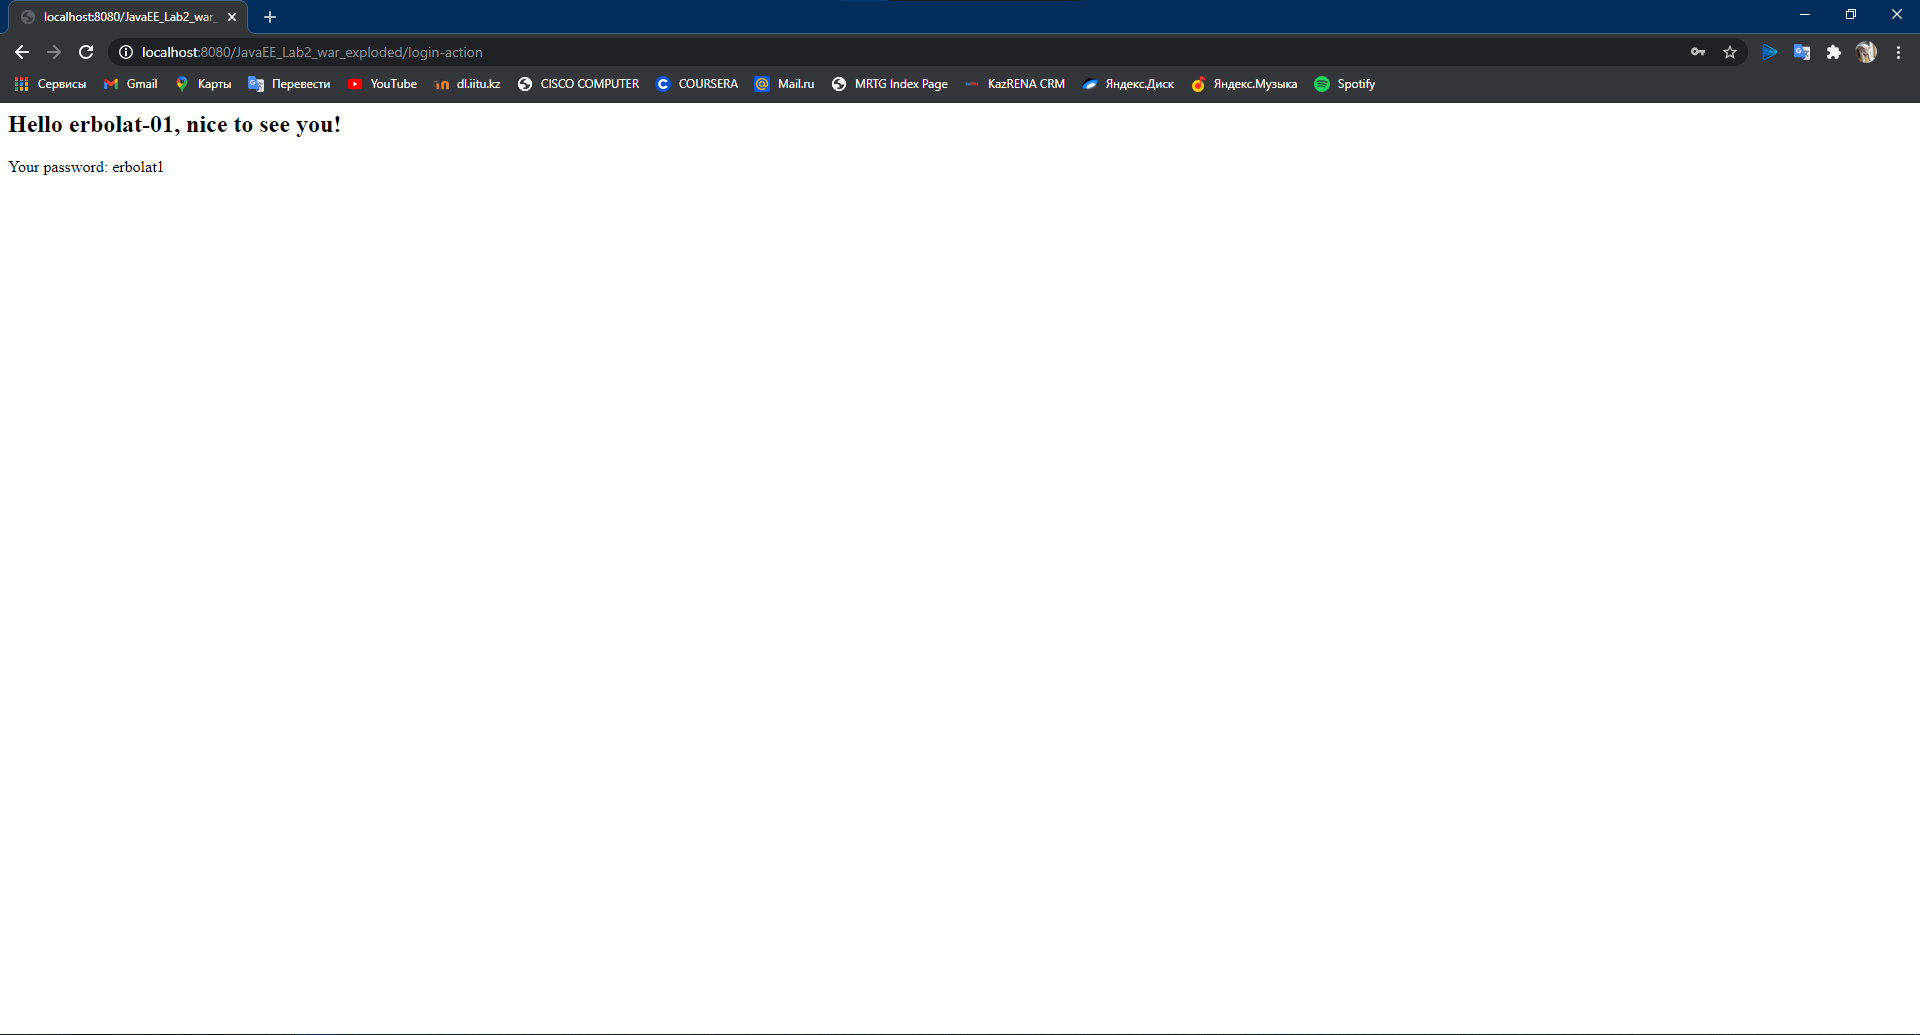 localhost:8080/JavaEE_Lab2_war_
localhost:8080/JavaEE_Lab2_war_exploded/login-action
Сервисы Gmail Карты Перевести YouTube dl.iitu.kz CISCO COMPUTER COURSERA Mail.ru MRTG Index Page KazRENA CRM Яндекс.Диск Яндекс.Музыка Spotify
Hello erbolat-01, nice to see you!
Your password: erbolat1